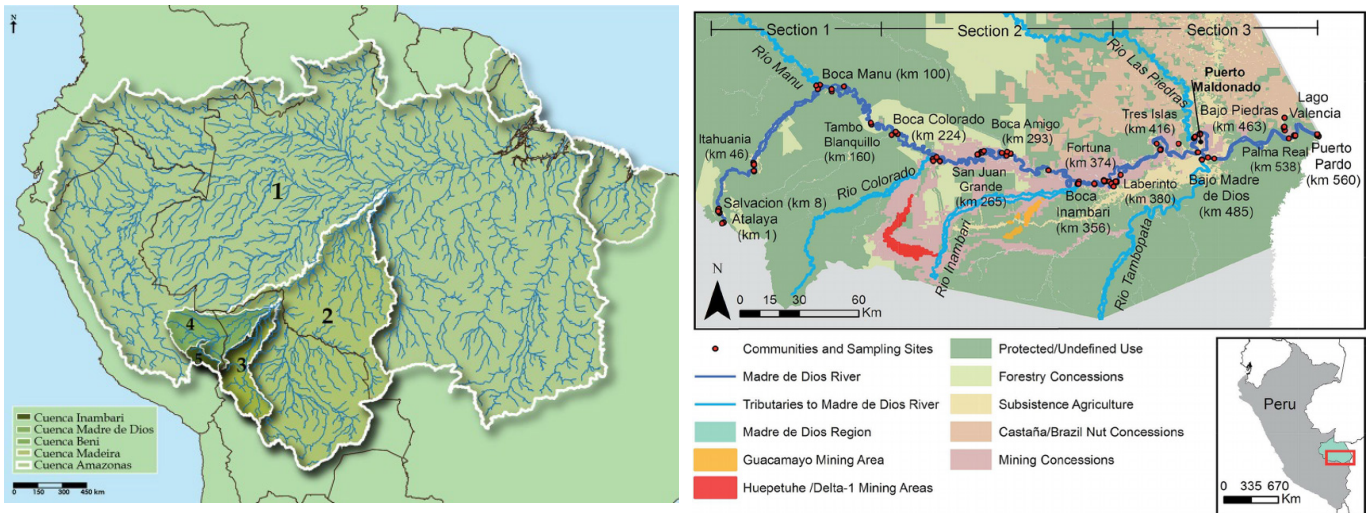 N
1
2
3
4
5
Cuenca Inambari
Cuenca Madre de Dios
Cuenca Beni
Cuenca Madeira
Cuenca Amazonas
0 150 300 450 km
Section 1
Section 2
Section 3
Rio Manu
Boca Manu (km 100)
Rio Las Piedras
Puerto
Maldonado
Lago
Valencia
Tres Islas
(km 416)
Bajo Piedras
(km 463)
Boca Colorado
(km 224)
Boca Amigo
(km 293)
Tambo
Blanquillo
(km 160)
Itahuania
(km 46)
Fortuna
(km 374)
Palma Real
(km 538)
Puerto
Pardo
(km 560)
San Juan
Grande
(km 265)
Rio Colorado
Laberinto
(km 380)
Bajo Madre
de Dios
(km 485)
Boca
Inambari
(km 356)
Salvacion (km 8)
Atalaya
(km 1)
Rio Inambari
Rio Tambopata
N
0 15 30 60
Km
Communities and Sampling Sites
Madre de Dios River
Tributaries to Madre de Dios River
Madre de Dios Region
Guacamayo Mining Area
Huepetuhe /Delta-1 Mining Areas
Protected/Undefined Use
Forestry Concessions
Subsistence Agriculture
Castaña/Brazil Nut Concessions
Mining Concessions
Peru
0 335 670
Km